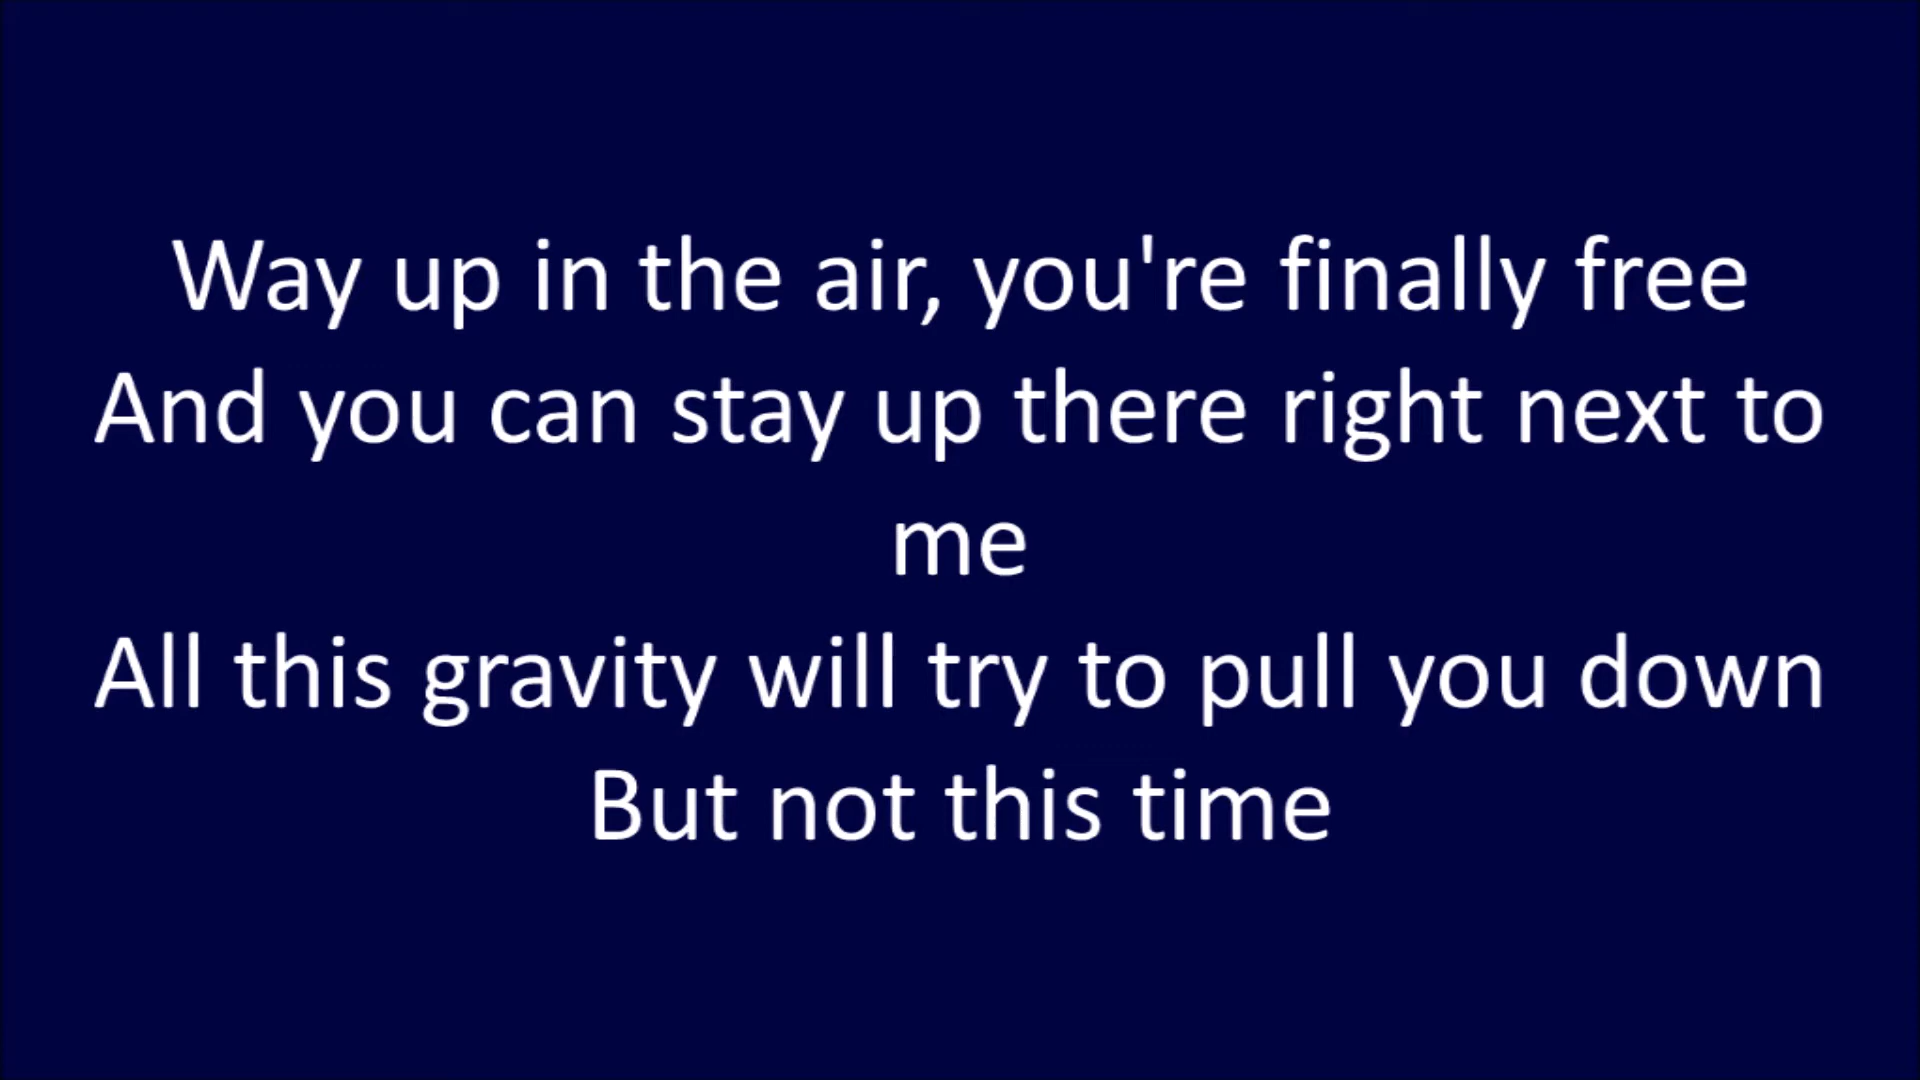 Way up in the air, you're finally free
And you can stay up there right next to
me
All this gravity will try to pull you down
But not this time